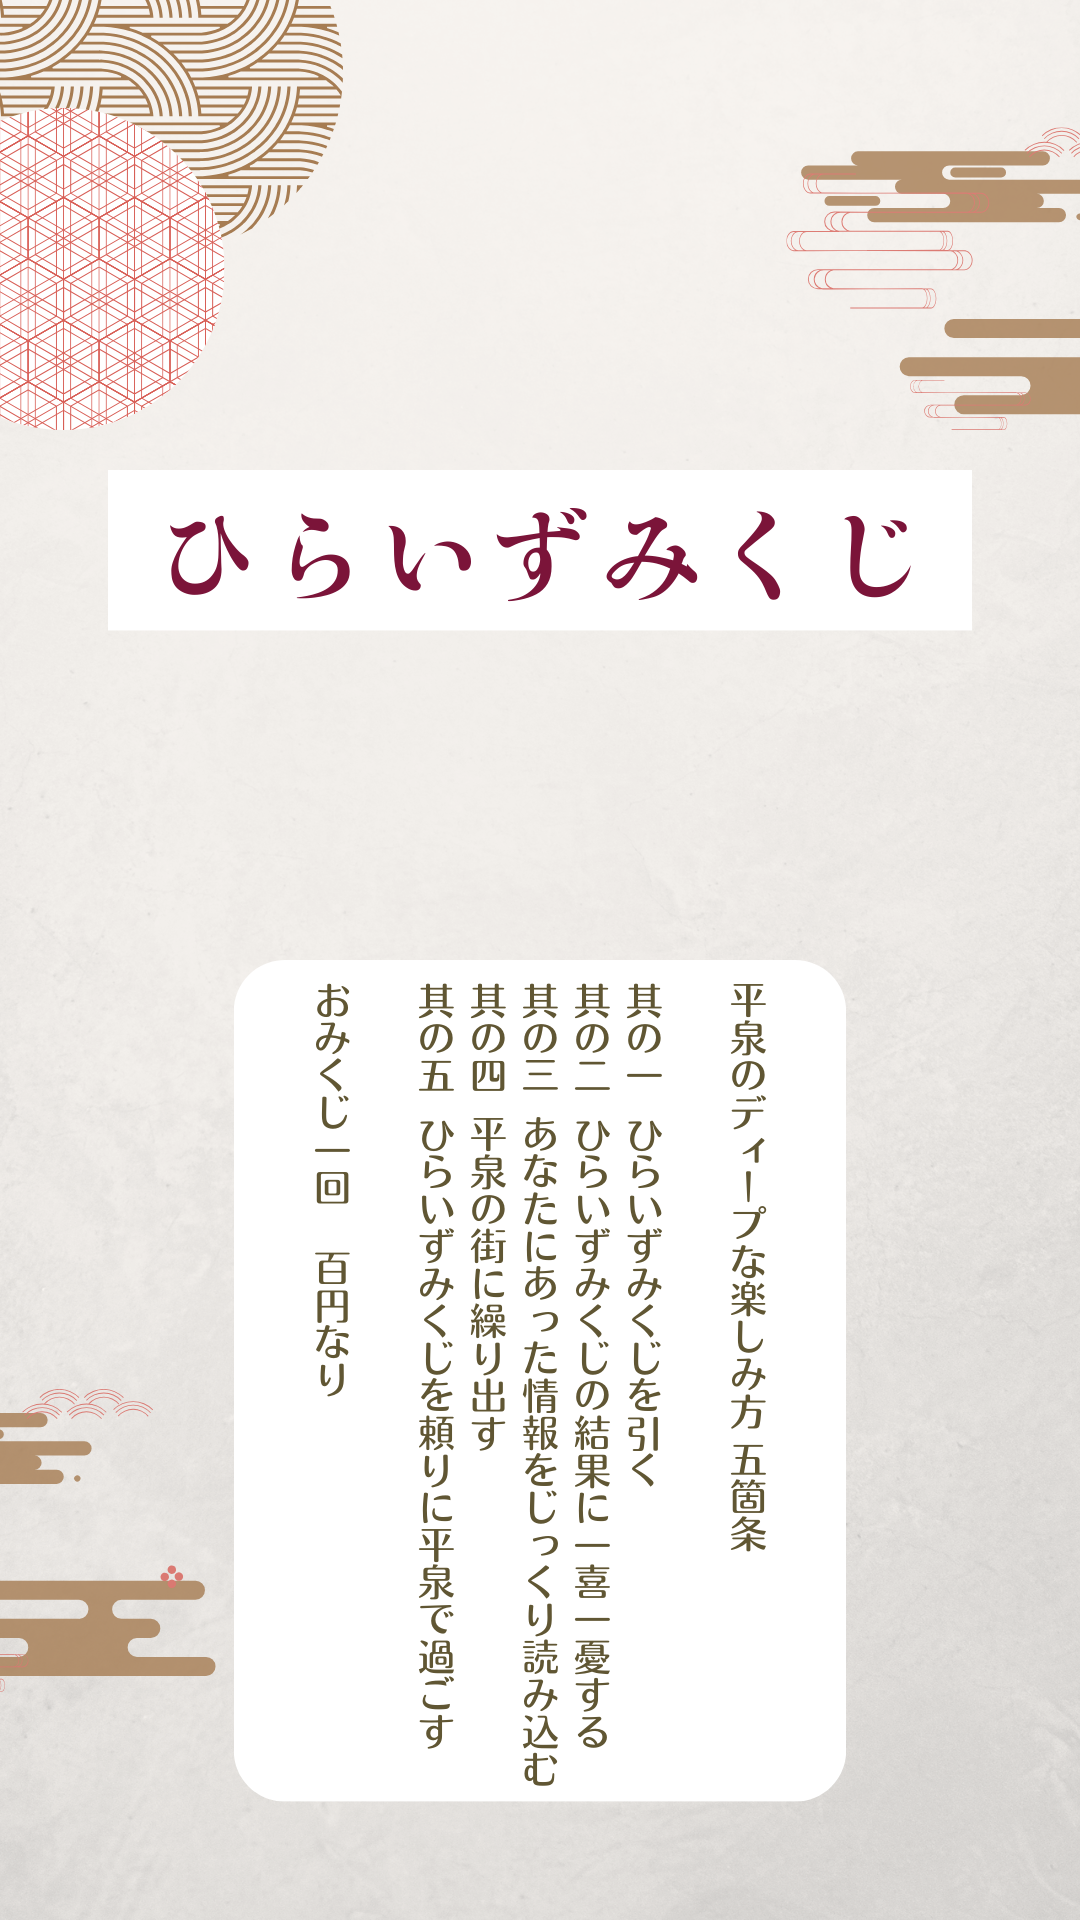 ひらいずみくじ
平泉のディープな楽しみ方 五箇条
其の一 ひらいずみくじを引く
其の二 ひらいずみくじの結果に一喜一憂する
其の三 あなたにあった情報をじっくり読み込む
其の四 平泉の街に繰り出す
其の五 ひらいずみくじを頼りに平泉で過ごす
おみくじ一回　百円なり